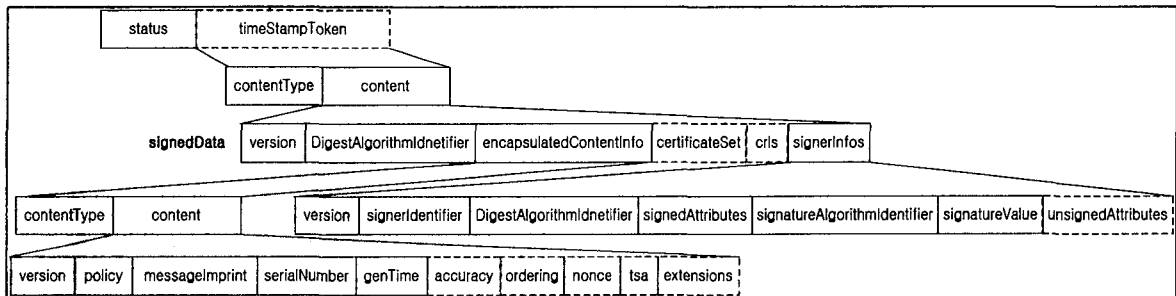 status timeStampToken
contentType content
signedData version DigestAlgorithmIdnetifier encapsulatedContentInfo certificateSet crls signerInfos
contentType content version signerIdentifier DigestAlgorithmIdnetifier signedAttributes signatureAlgorithmIdentifier signatureValue unsignedAttributes
version policy messageImprint serialNumber genTime accuracy ordering nonce tsa extensions